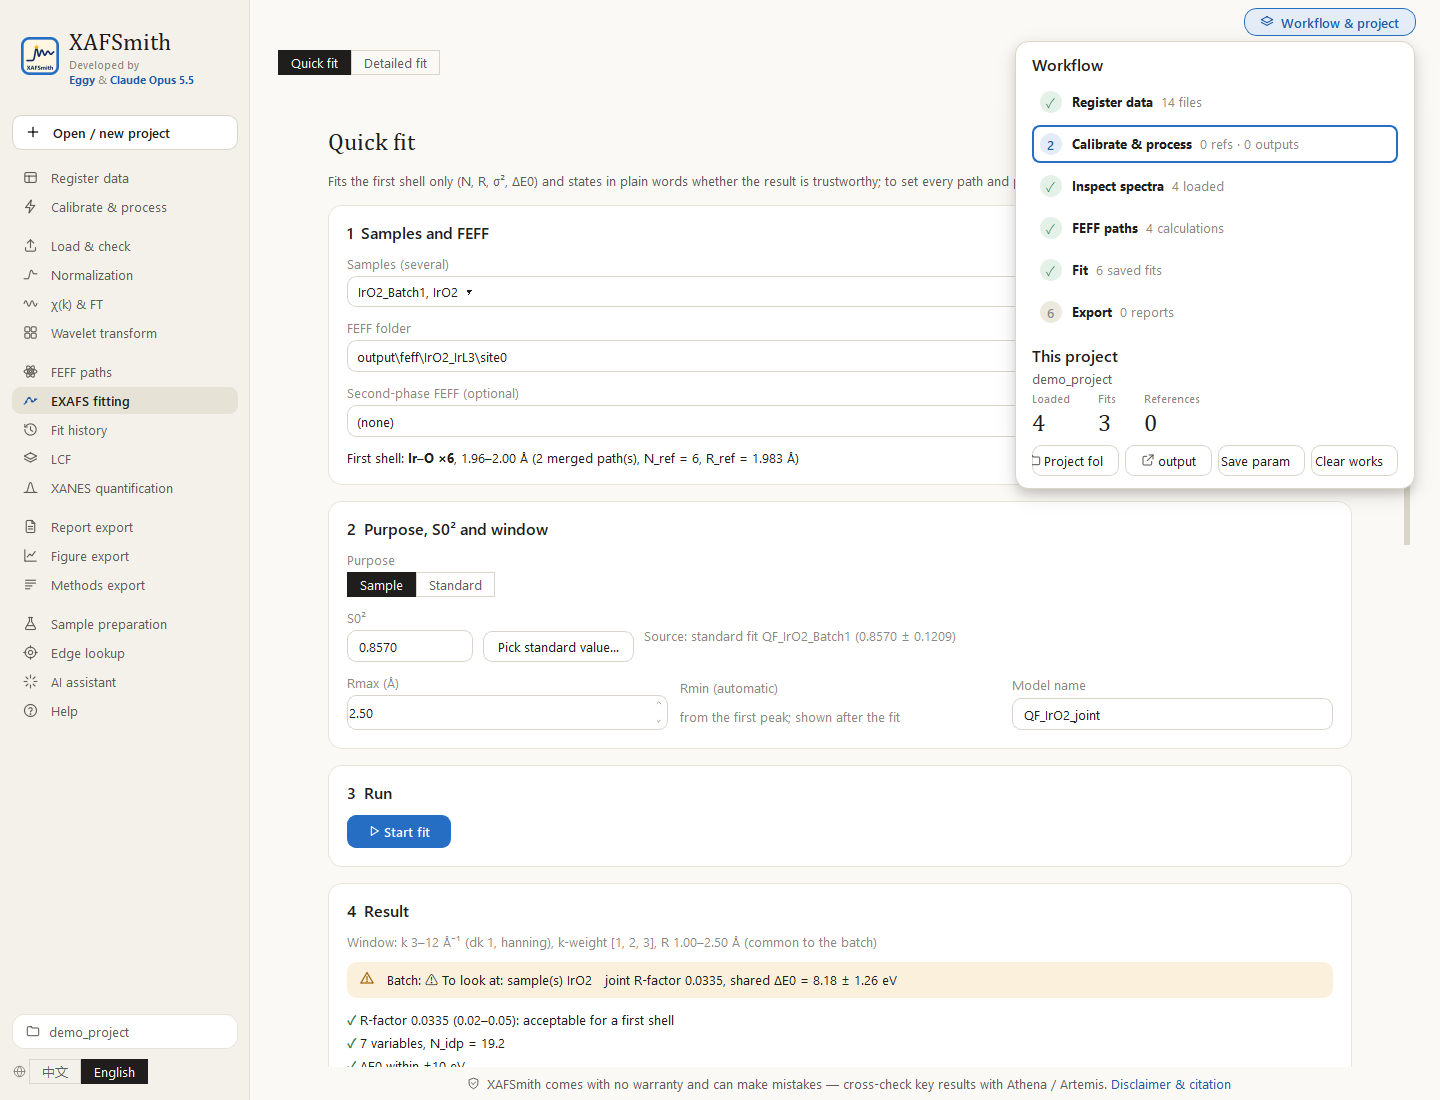 XAFSmith
Developed by
Eggy & Claude Opus 5.5
Open / new project
Register data
Calibrate & process
Load & check
Normalization
χ(k) & FT
Wavelet transform
FEFF paths
EXAFS fitting
Fit history
LCF
XANES quantification
Report export
Figure export
Methods export
Sample preparation
Edge lookup
AI assistant
Help
demo_project
中文 English
Quick fit Detailed fit
Quick fit
Fits the first shell only (N, R, σ², ΔE0) and states in plain words whether the result is trustworthy; to set every path and
1 Samples and FEFF
Samples (several)
IrO2_Batch1, IrO2
FEFF folder
output\feff\IrO2_IrL3\site0
Second-phase FEFF (optional)
(none)
First shell: Ir–O ×6, 1.96–2.00 Å (2 merged path(s), N_ref = 6, R_ref = 1.983 Å)
2 Purpose, S0² and window
Purpose
Sample Standard
S0²
0.8570 Pick standard value... Source: standard fit QF_IrO2_Batch1 (0.8570 ± 0.1209)
Rmax (Å) Rmin (automatic) Model name
2.50 from the first peak; shown after the fit QF_IrO2_joint
3 Run
Start fit
4 Result
Window: k 3–12 Å⁻¹ (dk 1, hanning), k-weight [1, 2, 3], R 1.00–2.50 Å (common to the batch)
Batch: ⚠ To look at: sample(s) IrO2 joint R-factor 0.0335, shared ΔE0 = 8.18 ± 1.26 eV
✓ R-factor 0.0335 (0.02–0.05): acceptable for a first shell
✓ 7 variables, N_idp = 19.2
✓ ΔE0 within ±10 eV
XAFSmith comes with no warranty and can make mistakes — cross-check key results with Athena / Artemis. Disclaimer & citation
Workflow & project
Workflow
✓ Register data 14 files
2 Calibrate & process 0 refs · 0 outputs
✓ Inspect spectra 4 loaded
✓ FEFF paths 4 calculations
✓ Fit 6 saved fits
6 Export 0 reports
This project
demo_project
Loaded Fits References
4 3 0
Project fol output Save param Clear works
XAFSmith